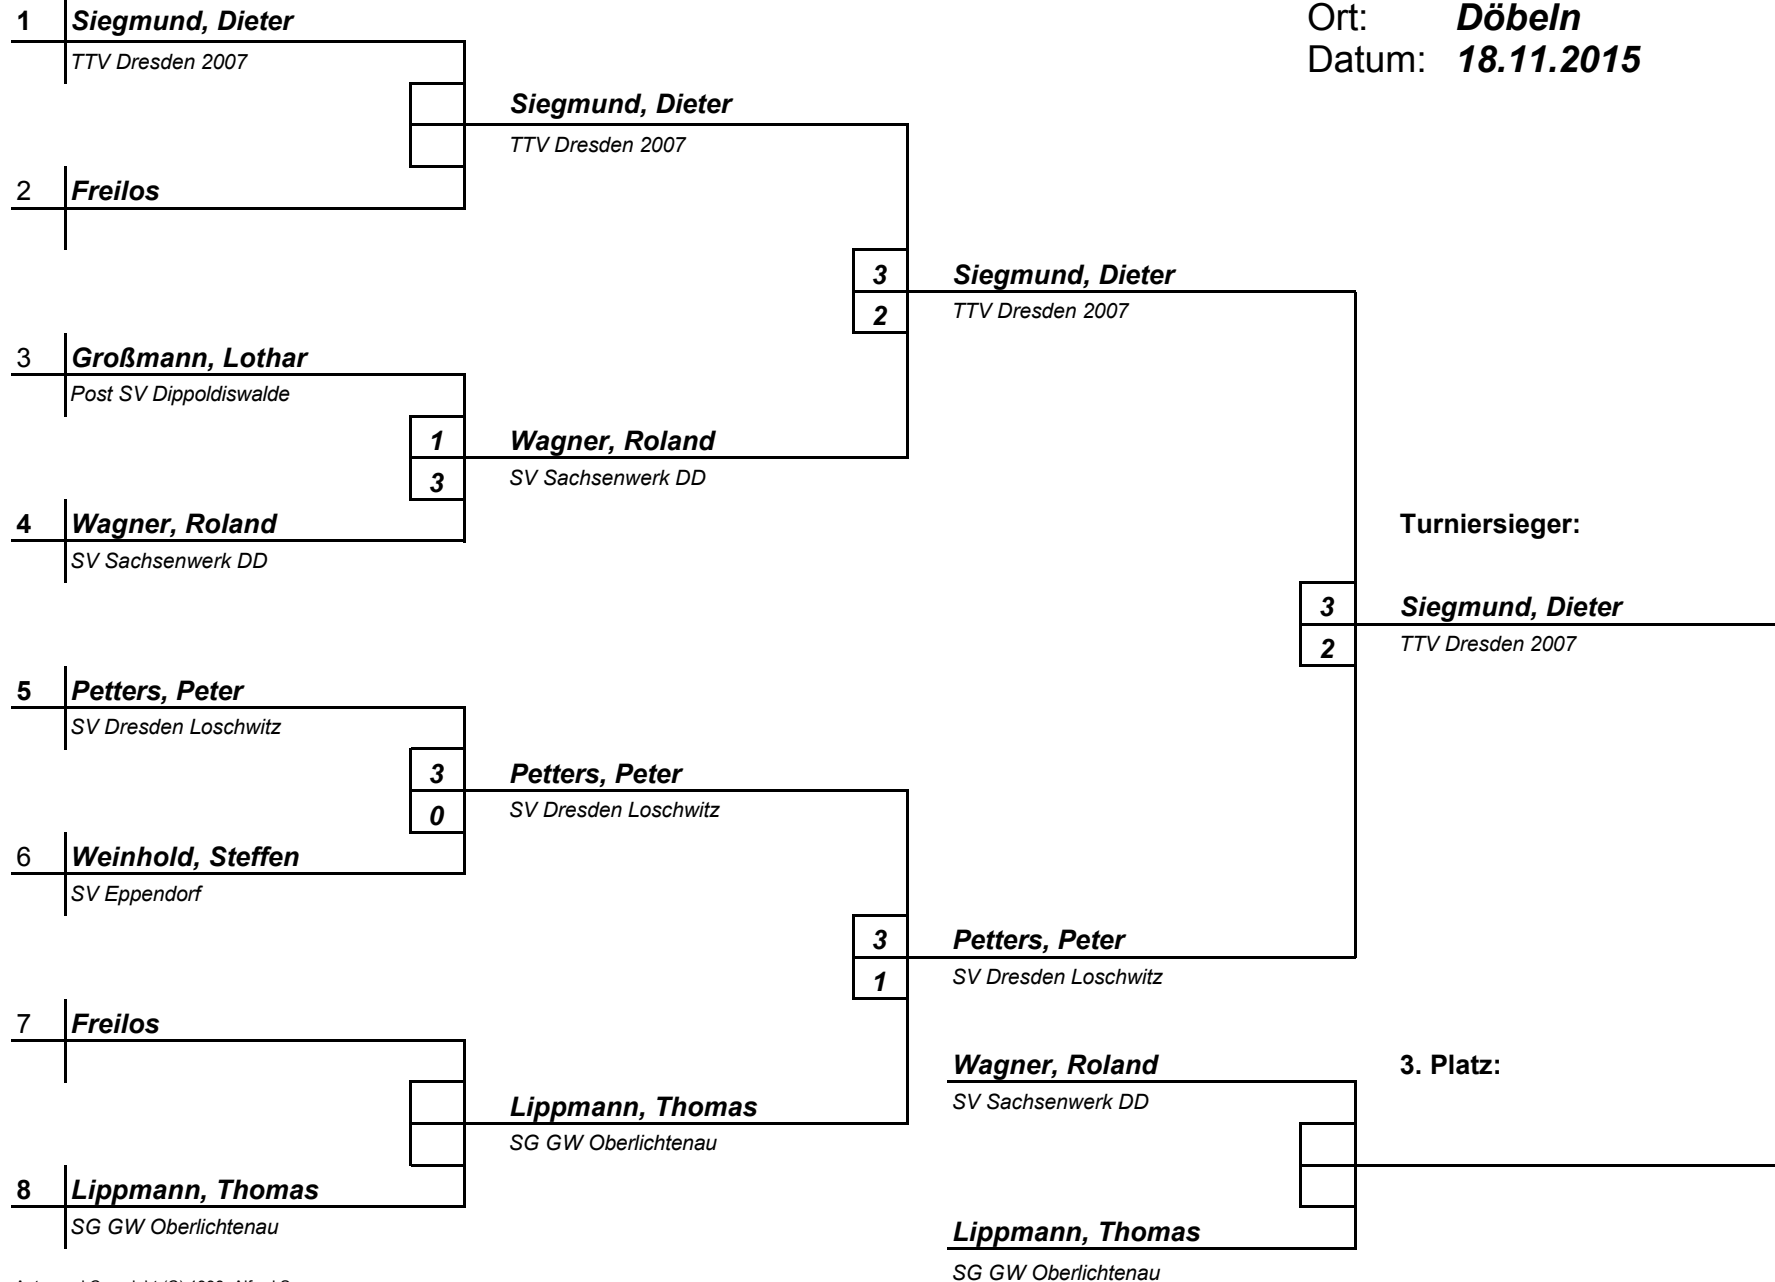 1 Siegmund, Dieter
TTV Dresden 2007
2 Freilos
3 Großmann, Lothar
Post SV Dippoldiswalde
4 Wagner, Roland
SV Sachsenwerk DD
5 Petters, Peter
SV Dresden Loschwitz
6 Weinhold, Steffen
SV Eppendorf
7 Freilos
8 Lippmann, Thomas
SG GW Oberlichtenau
Siegmund, Dieter
TTV Dresden 2007
1
3
Wagner, Roland
SV Sachsenwerk DD
3
0
Petters, Peter
SV Dresden Loschwitz
Lippmann, Thomas
SG GW Oberlichtenau
3
2
Siegmund, Dieter
TTV Dresden 2007
3
1
Petters, Peter
SV Dresden Loschwitz
Wagner, Roland
SV Sachsenwerk DD
Lippmann, Thomas
SG GW Oberlichtenau
Ort: Döbeln
Datum: 18.11.2015
Turniersieger:
3
2
Siegmund, Dieter
TTV Dresden 2007
3. Platz: